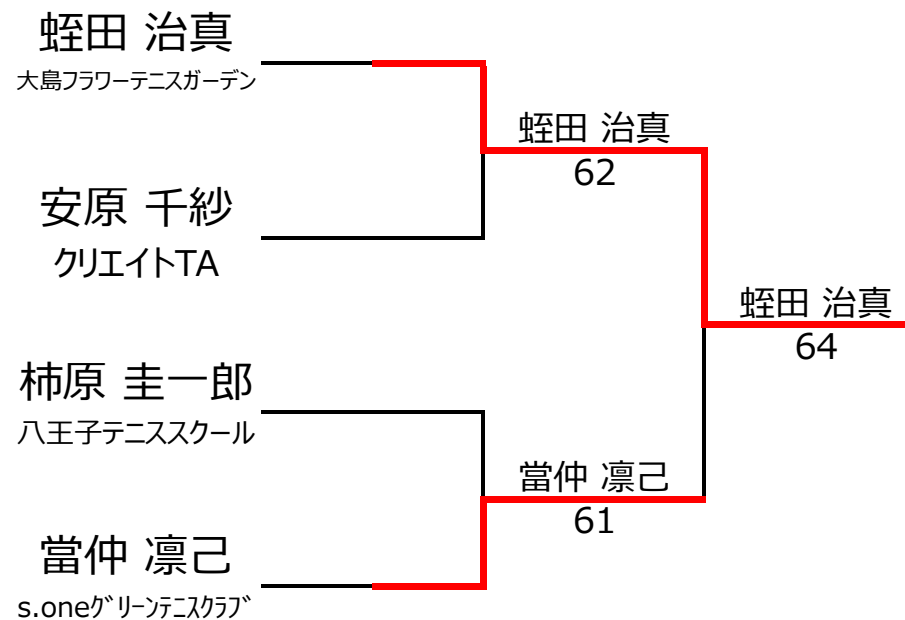 蛭田 治真
大島フラワーテニスガーデン
蛭田 治真
62
安原 千紗
クリエイトTA
蛭田 治真
64
柿原 圭一郎
八王子テニススクール
當仲 凛己
61
當仲 凛己
s.oneｸﾞﾘｰﾝﾃﾆｽｸﾗﾌﾞ